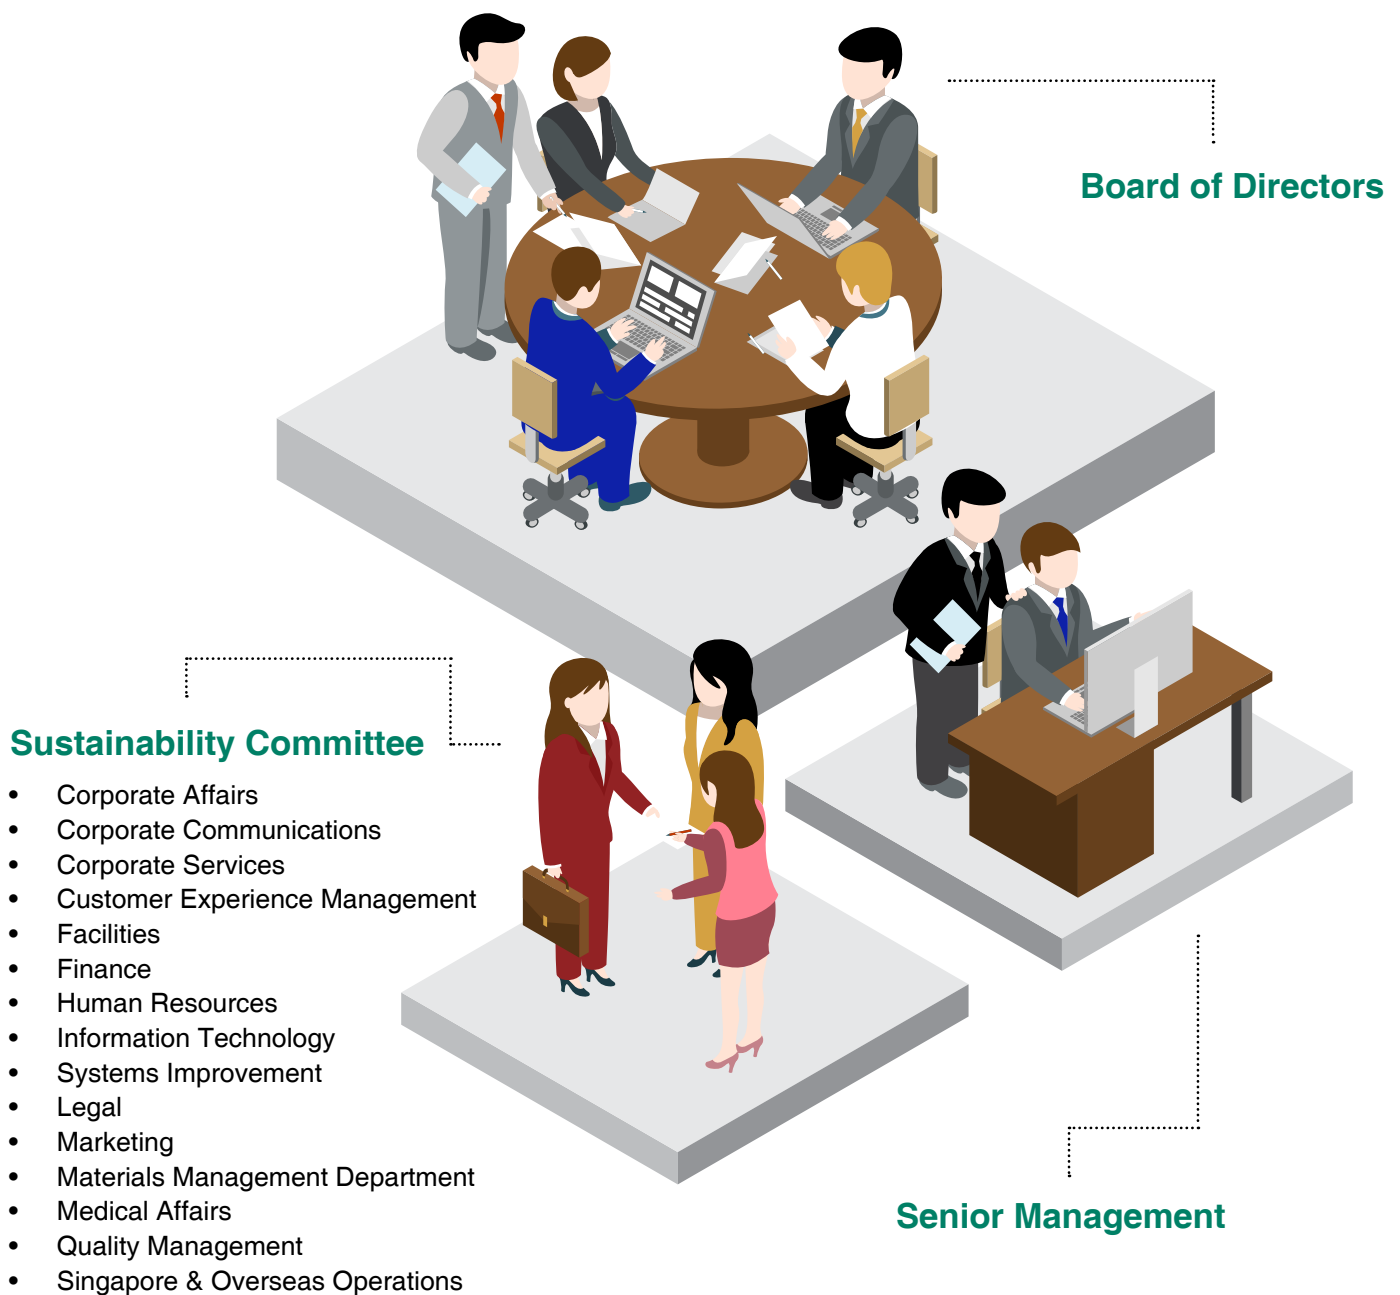 Board of Directors
Sustainability Committee
• Corporate Affairs
• Corporate Communications
• Corporate Services
• Customer Experience Management
• Facilities
• Finance
• Human Resources
• Information Technology
• Systems Improvement
• Legal
• Marketing
• Materials Management Department
• Medical Affairs
• Quality Management
• Singapore & Overseas Operations
Senior Management